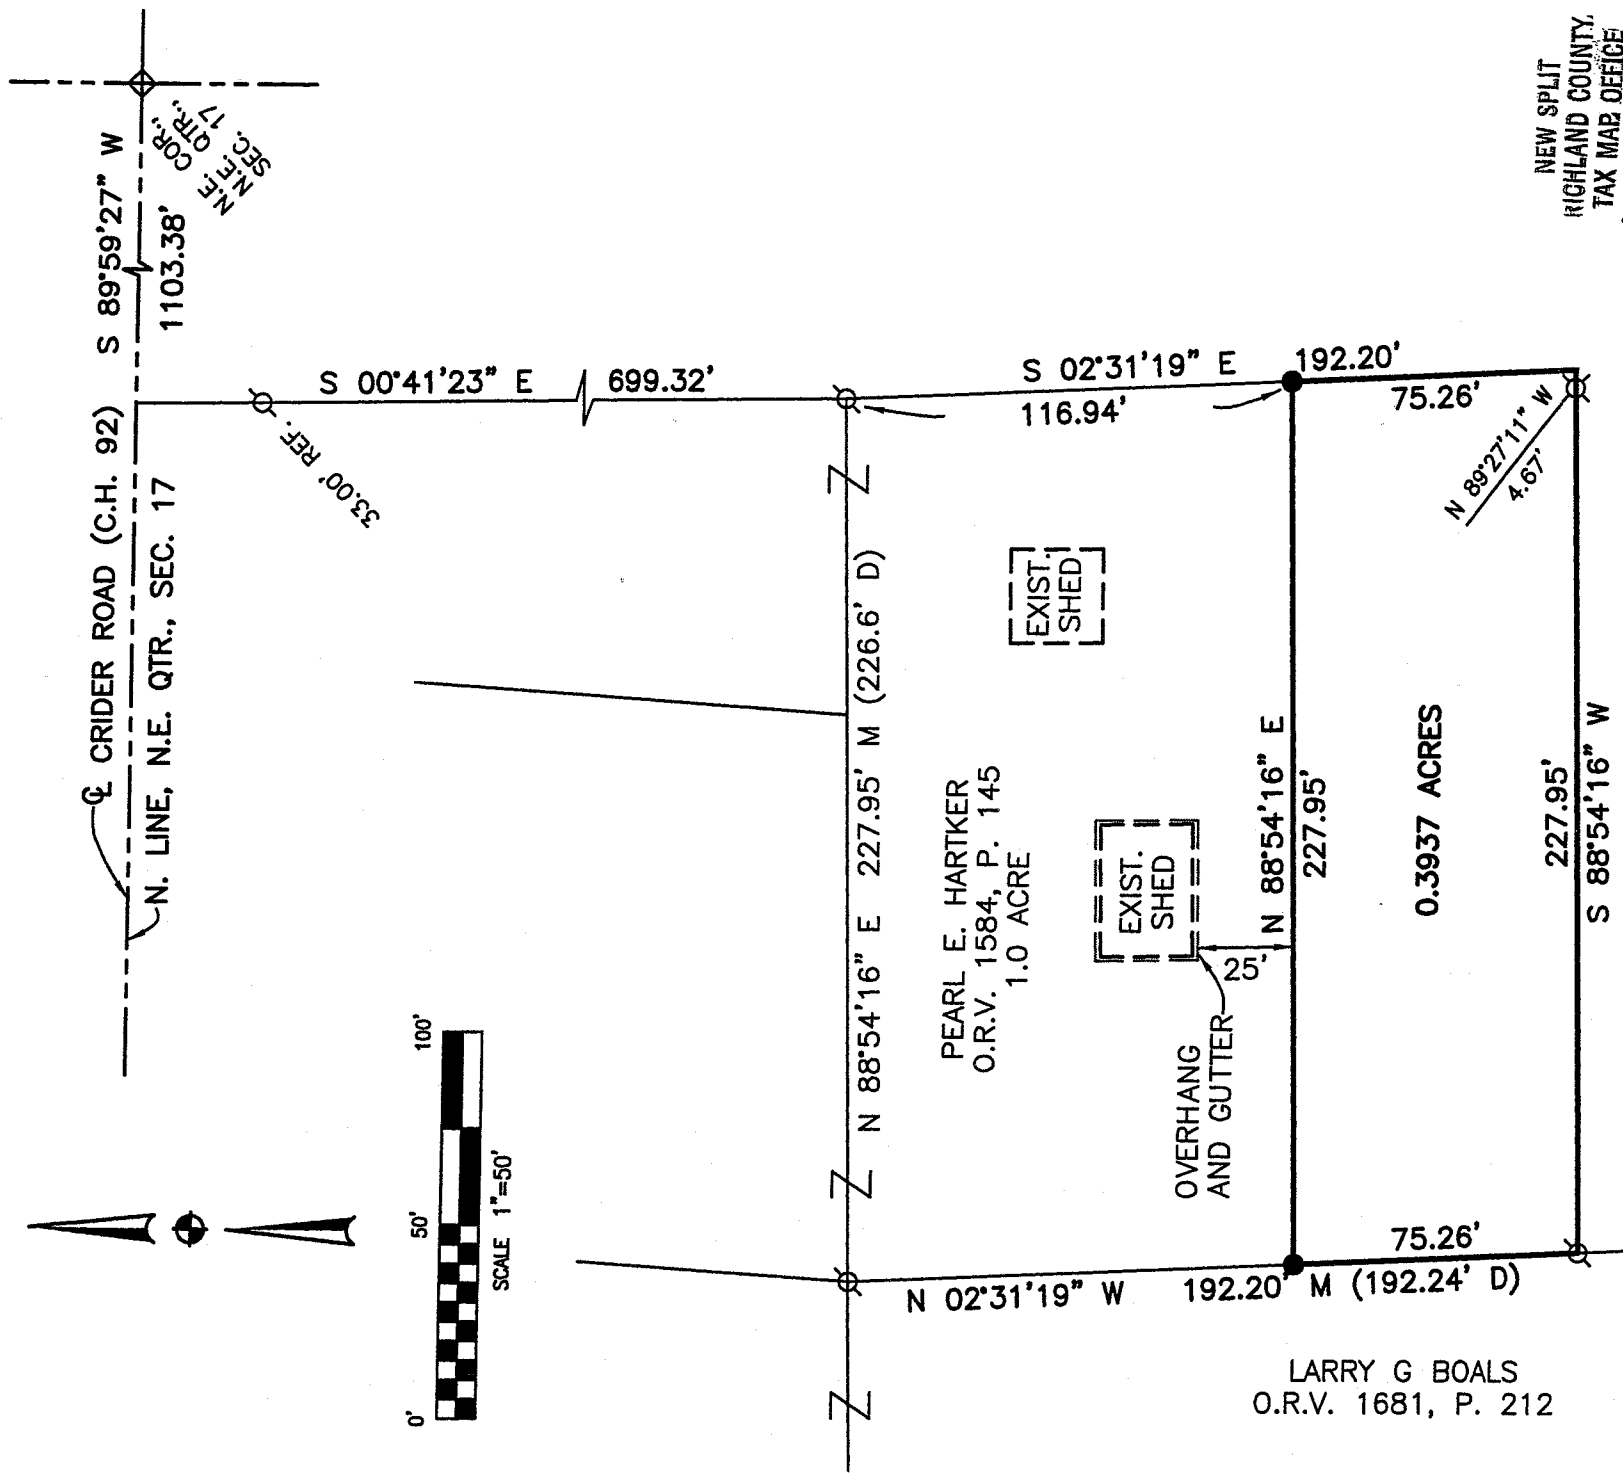 NEW SPLIT
RICHLAND COUNTY
TAX MAP OFFICE
S 89°59'27" W
1103.38'
N.E. COR.,
N.E. QTR.,
SEC. 17
℄ CRIDER ROAD (C.H. 92)
N. LINE, N.E. QTR., SEC. 17
S 00°41'23" E
699.32'
33.00' REF.
S 02°31'19" E
192.20'
116.94'
75.26'
N 89°27'11" W
4.67'
N 88°54'16" E 227.95' M (226.6' D)
EXIST.
SHED
PEARL E. HARTKER
O.R.V. 1584, P. 145
1.0 ACRE
EXIST.
SHED
25'
OVERHANG
AND GUTTER
N 88°54'16" E
227.95'
0.3937 ACRES
227.95'
S 88°54'16" W
0'
50'
100'
SCALE 1"=50'
75.26'
N 02°31'19" W
192.20' M (192.24' D)
LARRY G BOALS
O.R.V. 1681, P. 212